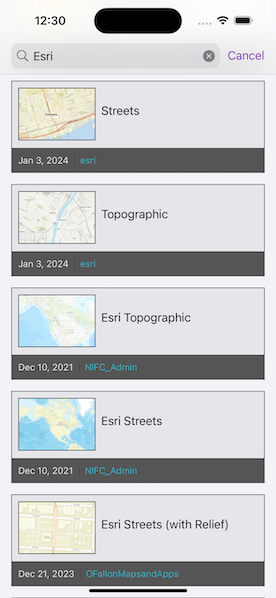 12:30
Esri
Cancel
Streets
Jan 3, 2024 esri
Topographic
Jan 3, 2024 esri
Esri Topographic
Dec 10, 2021 NIFC_Admin
Esri Streets
Dec 10, 2021 NIFC_Admin
Esri Streets (with Relief)
Dec 21, 2023 OFallonMapsandApps